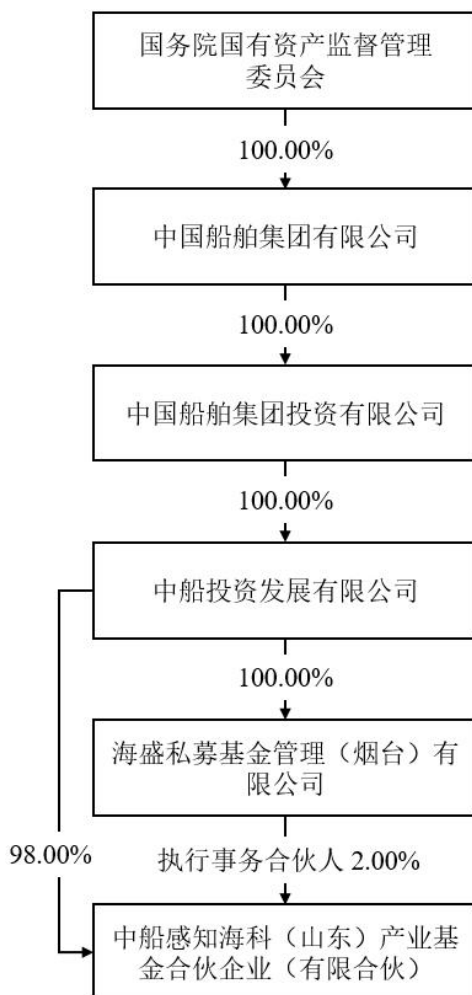 国务院国有资产监督管理
委员会
100.00%
中国船舶集团有限公司
100.00%
中国船舶集团投资有限公司
100.00%
中船投资发展有限公司
100.00%
海盛私募基金管理（烟台）有
限公司
98.00%
执行事务合伙人 2.00%
中船感知海科（山东）产业基
金合伙企业（有限合伙）